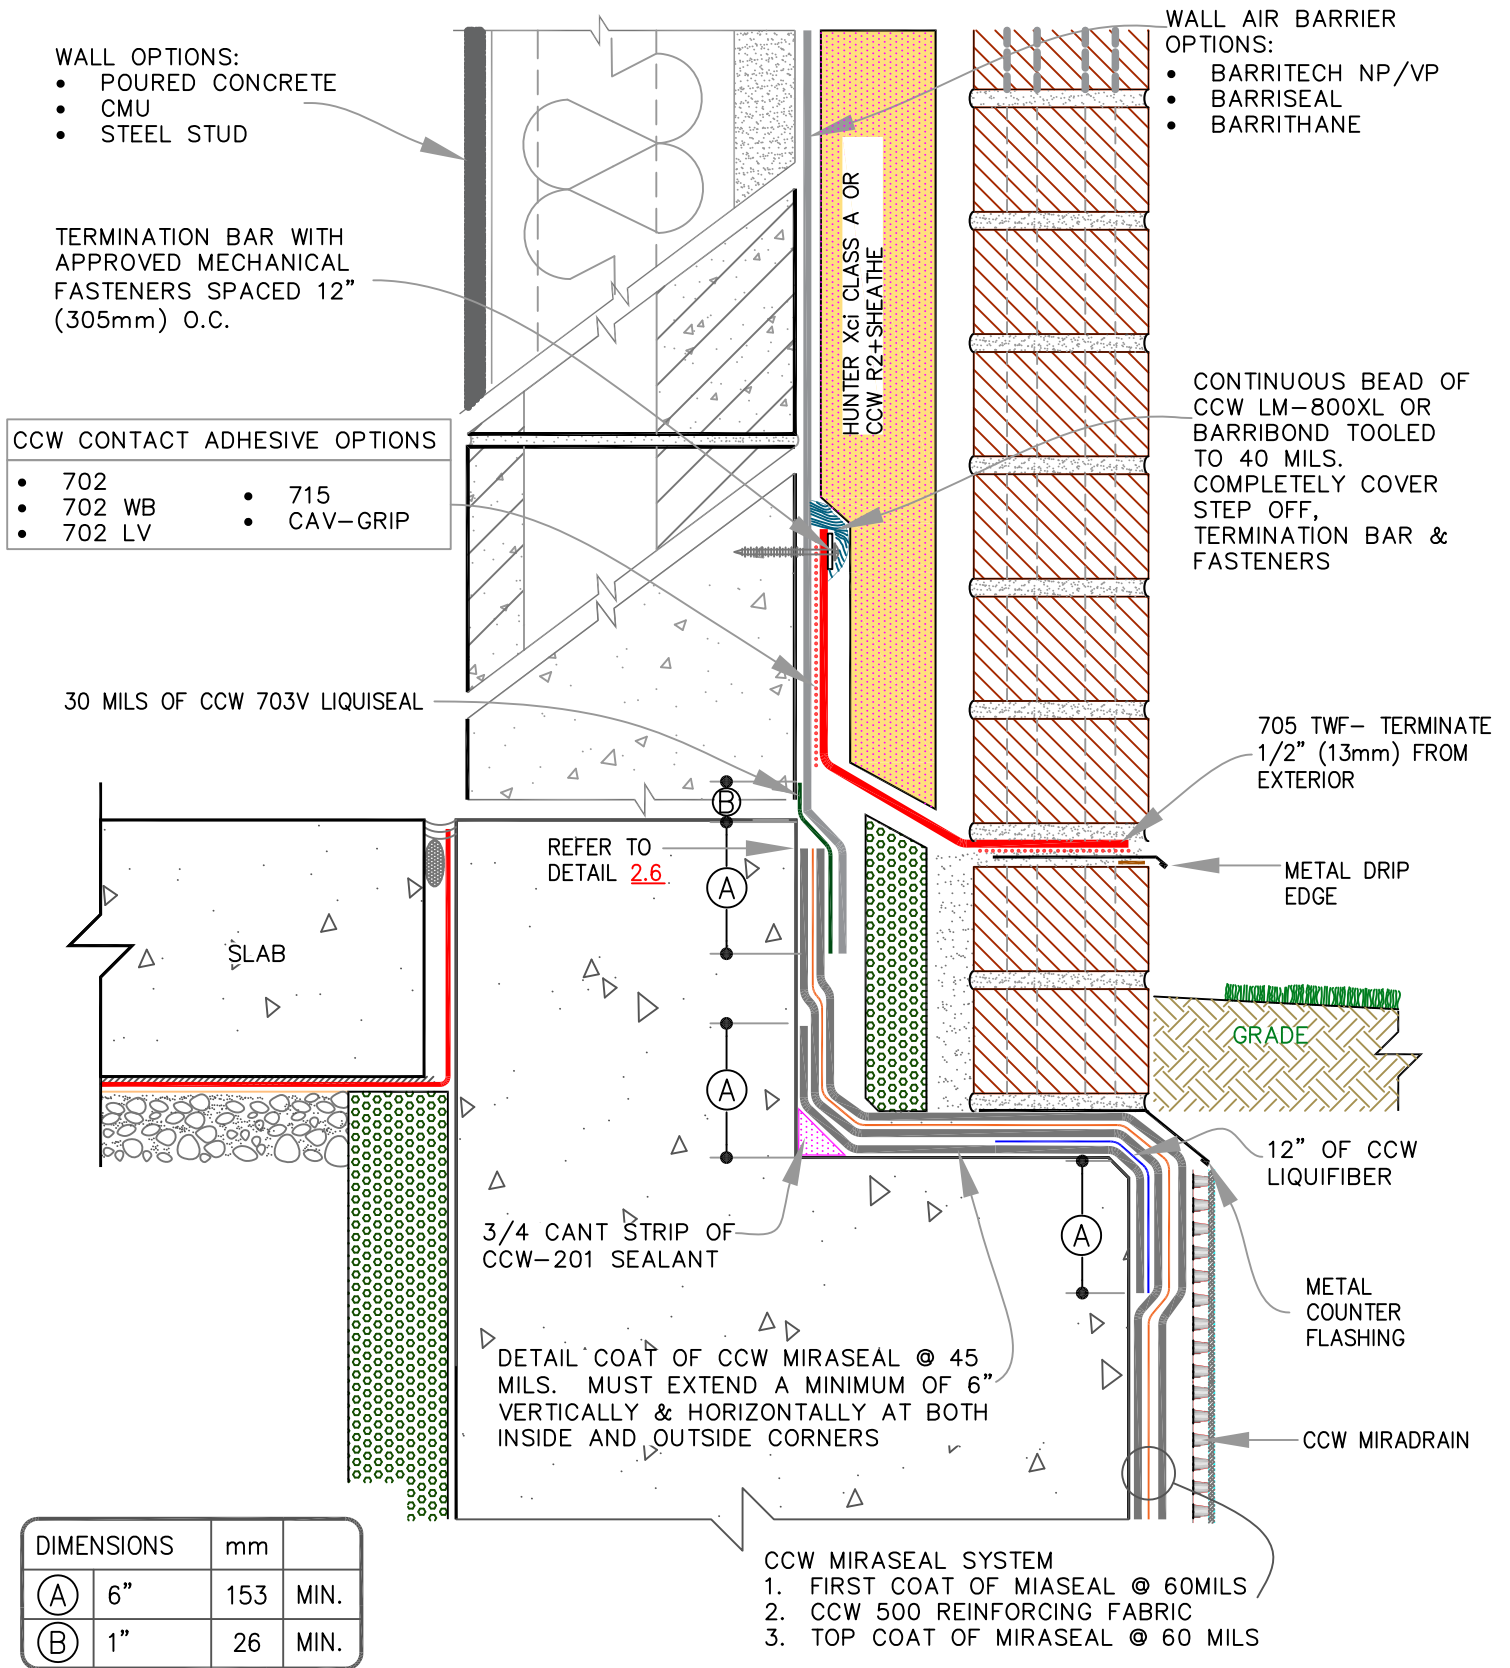 WALL OPTIONS:
• POURED CONCRETE
• CMU
• STEEL STUD
WALL AIR BARRIER
OPTIONS:
• BARRITECH NP/VP
• BARRISEAL
• BARRITHANE
TERMINATION BAR WITH
APPROVED MECHANICAL
FASTENERS SPACED 12"
(305mm) O.C.
HUNTER Xci CLASS A OR
CCW R2+SHEATHE
CONTINUOUS BEAD OF
CCW LM-800XL OR
BARRIBOND TOOLED
TO 40 MILS.
COMPLETELY COVER
STEP OFF,
TERMINATION BAR &
FASTENERS
CCW CONTACT ADHESIVE OPTIONS
• 702
• 702 WB
• 702 LV
• 715
• CAV-GRIP
30 MILS OF CCW 703V LIQUISEAL
705 TWF- TERMINATE
1/2" (13mm) FROM
EXTERIOR
B
REFER TO
DETAIL 2.6
A
METAL DRIP
EDGE
SLAB
GRADE
A
12" OF CCW
LIQUIFIBER
3/4 CANT STRIP OF
CCW-201 SEALANT
A
METAL
COUNTER
FLASHING
DETAIL COAT OF CCW MIRASEAL @ 45
MILS. MUST EXTEND A MINIMUM OF 6"
VERTICALLY & HORIZONTALLY AT BOTH
INSIDE AND OUTSIDE CORNERS
CCW MIRADRAIN
DIMENSIONS mm
A 6" 153 MIN.
B 1" 26 MIN.
CCW MIRASEAL SYSTEM
1. FIRST COAT OF MIASEAL @ 60MILS
2. CCW 500 REINFORCING FABRIC
3. TOP COAT OF MIRASEAL @ 60 MILS